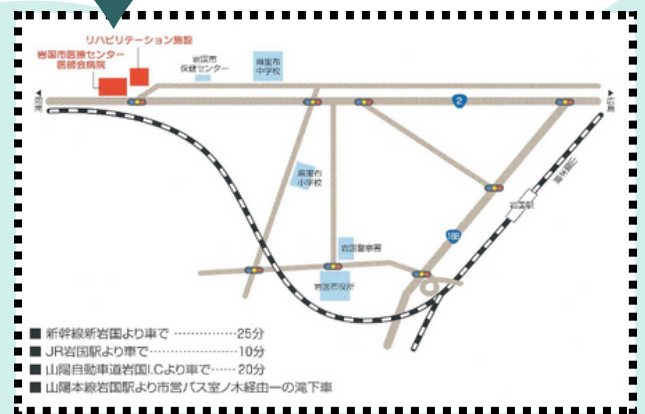 リハビリテーション施設
岩国市医療センター
医師会病院
岩国市
保健センター
麻里布
中学校
2
麻里布
小学校
岩国駅
188
岩国警察署
岩国市役所
■ 新幹線新岩国より車で ……………25分
■ JR岩国駅より車で…………………10分
■ 山陽自動車道岩国I.Cより車で……20分
■ 山陽本線岩国駅より市営バス室ノ木経由一の滝下車